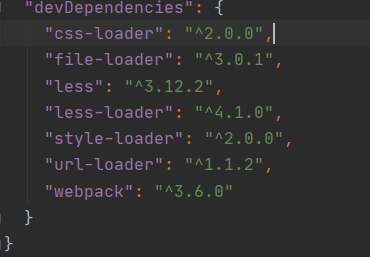 "devDependencies": {
"css-loader": "^2.0.0",
"file-loader": "^3.0.1",
"less": "^3.12.2",
"less-loader": "^4.1.0",
"style-loader": "^2.0.0",
"url-loader": "^1.1.2",
"webpack": "^3.6.0"
}
}